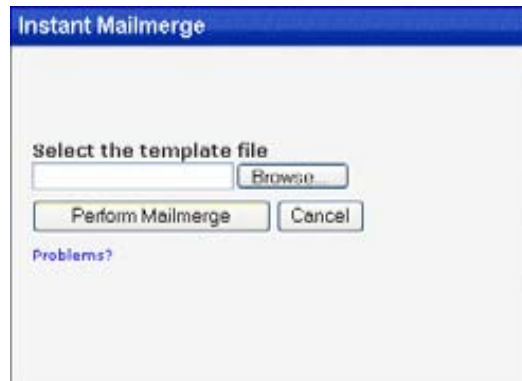 Instant Mailmerge
Select the template file
Browse...
Perform Mailmerge Cancel
Problems?